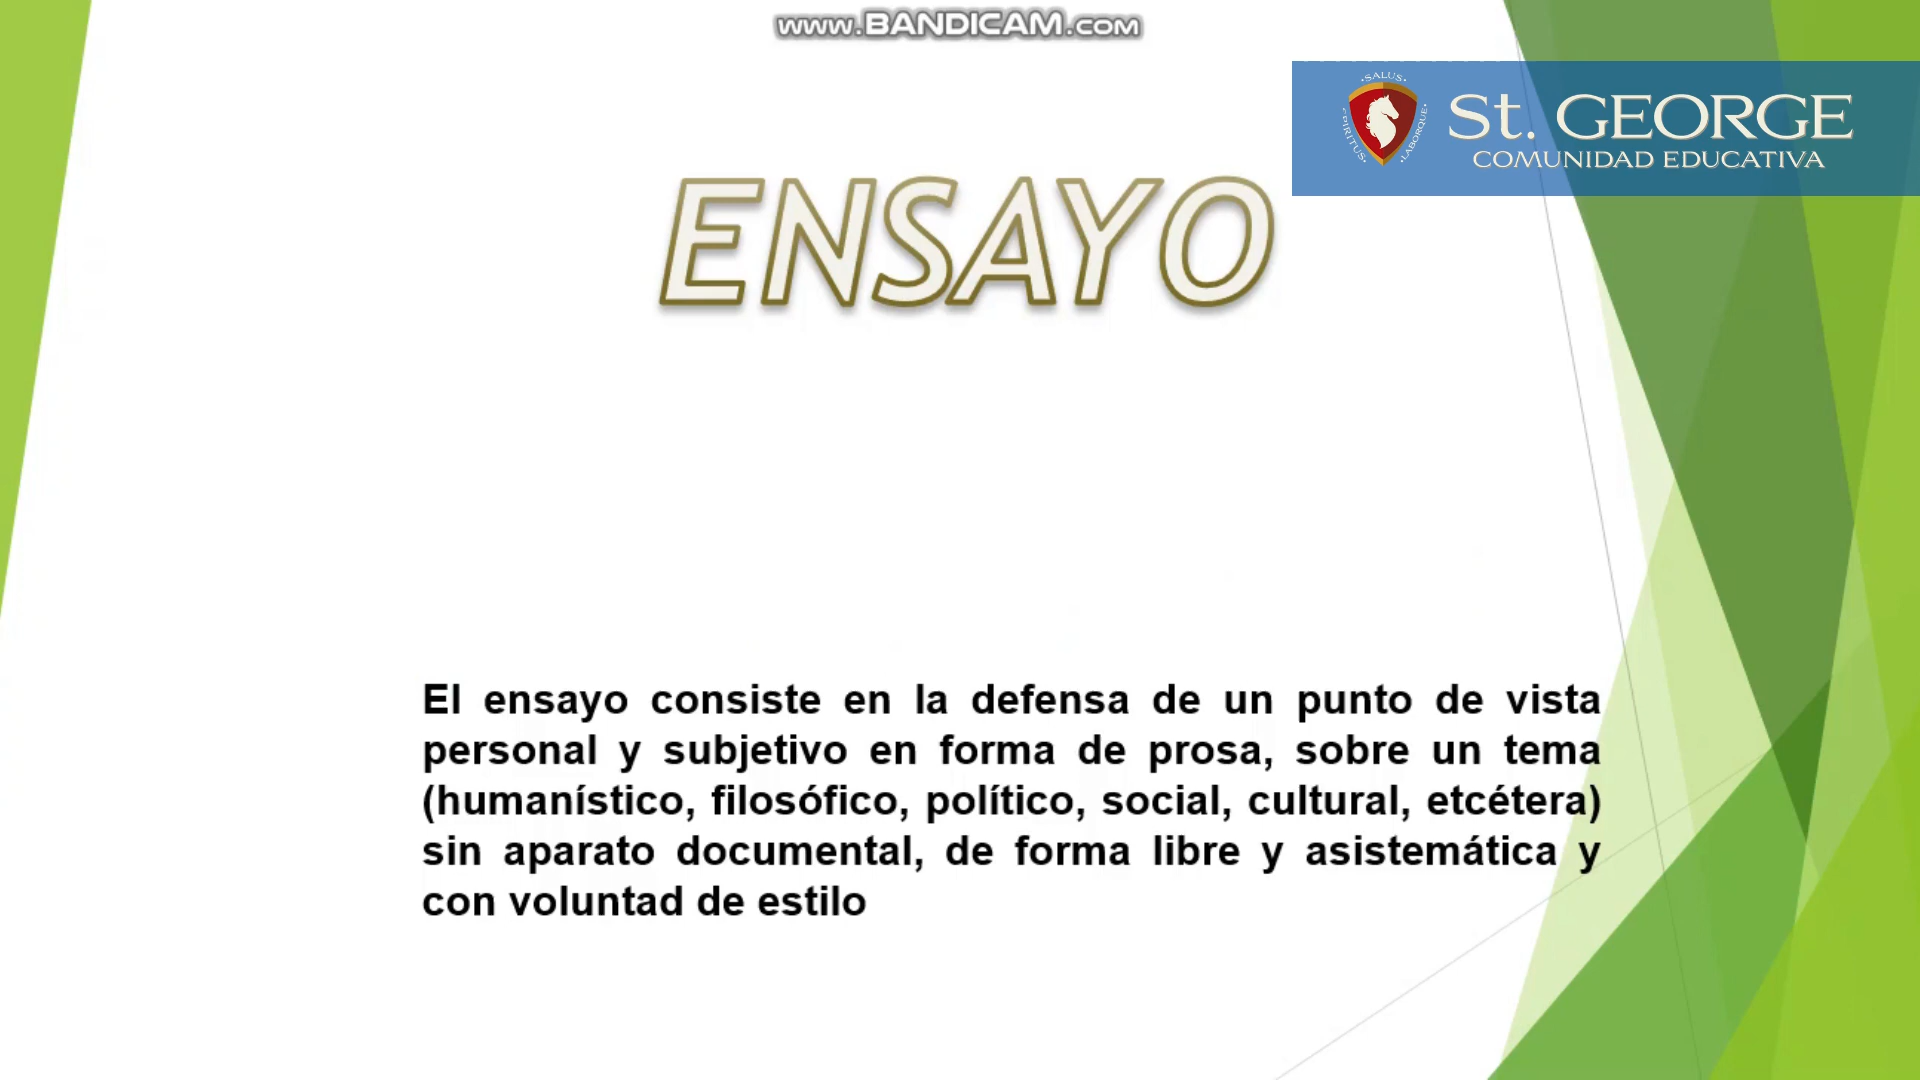 www.BANDICAM.com
·SALUS·
SPIRITUS·
·LABORQUE·
St. GEORGE
COMUNIDAD EDUCATIVA
ENSAYO
El ensayo consiste en la defensa de un punto de vista
personal y subjetivo en forma de prosa, sobre un tema
(humanístico, filosófico, político, social, cultural, etcétera)
sin aparato documental, de forma libre y asistemática y
con voluntad de estilo